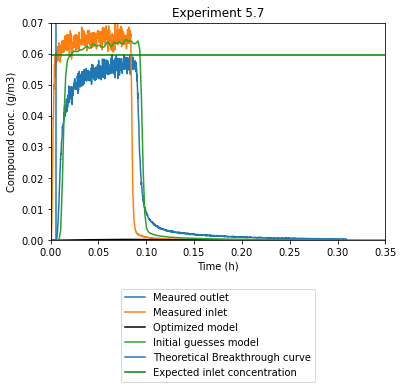 Experiment 5.7
0.07
0.06
0.05
0.04
0.03
0.02
0.01
0.00
Compound conc. (g/m3)
0.00 0.05 0.10 0.15 0.20 0.25 0.30 0.35
Time (h)
Meaured outlet
Measured inlet
Optimized model
Initial guesses model
Theoretical Breakthrough curve
Expected inlet concentration